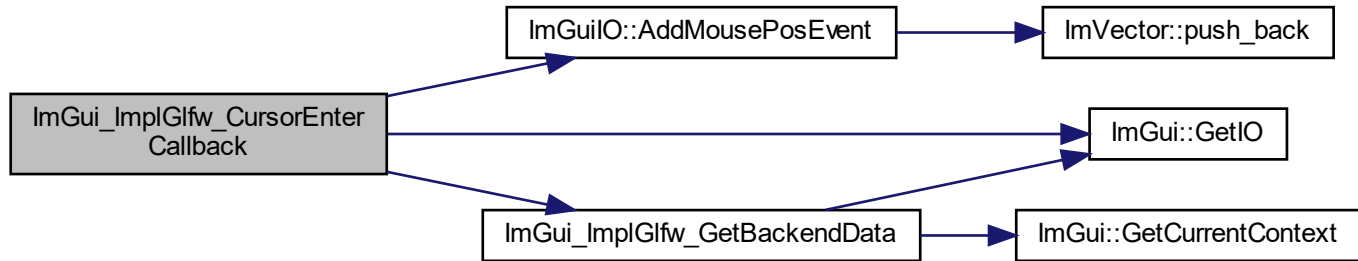 ImGui_ImplGlfw_CursorEnter
Callback
ImGuiIO::AddMousePosEvent
ImVector::push_back
ImGui::GetIO
ImGui_ImplGlfw_GetBackendData
ImGui::GetCurrentContext